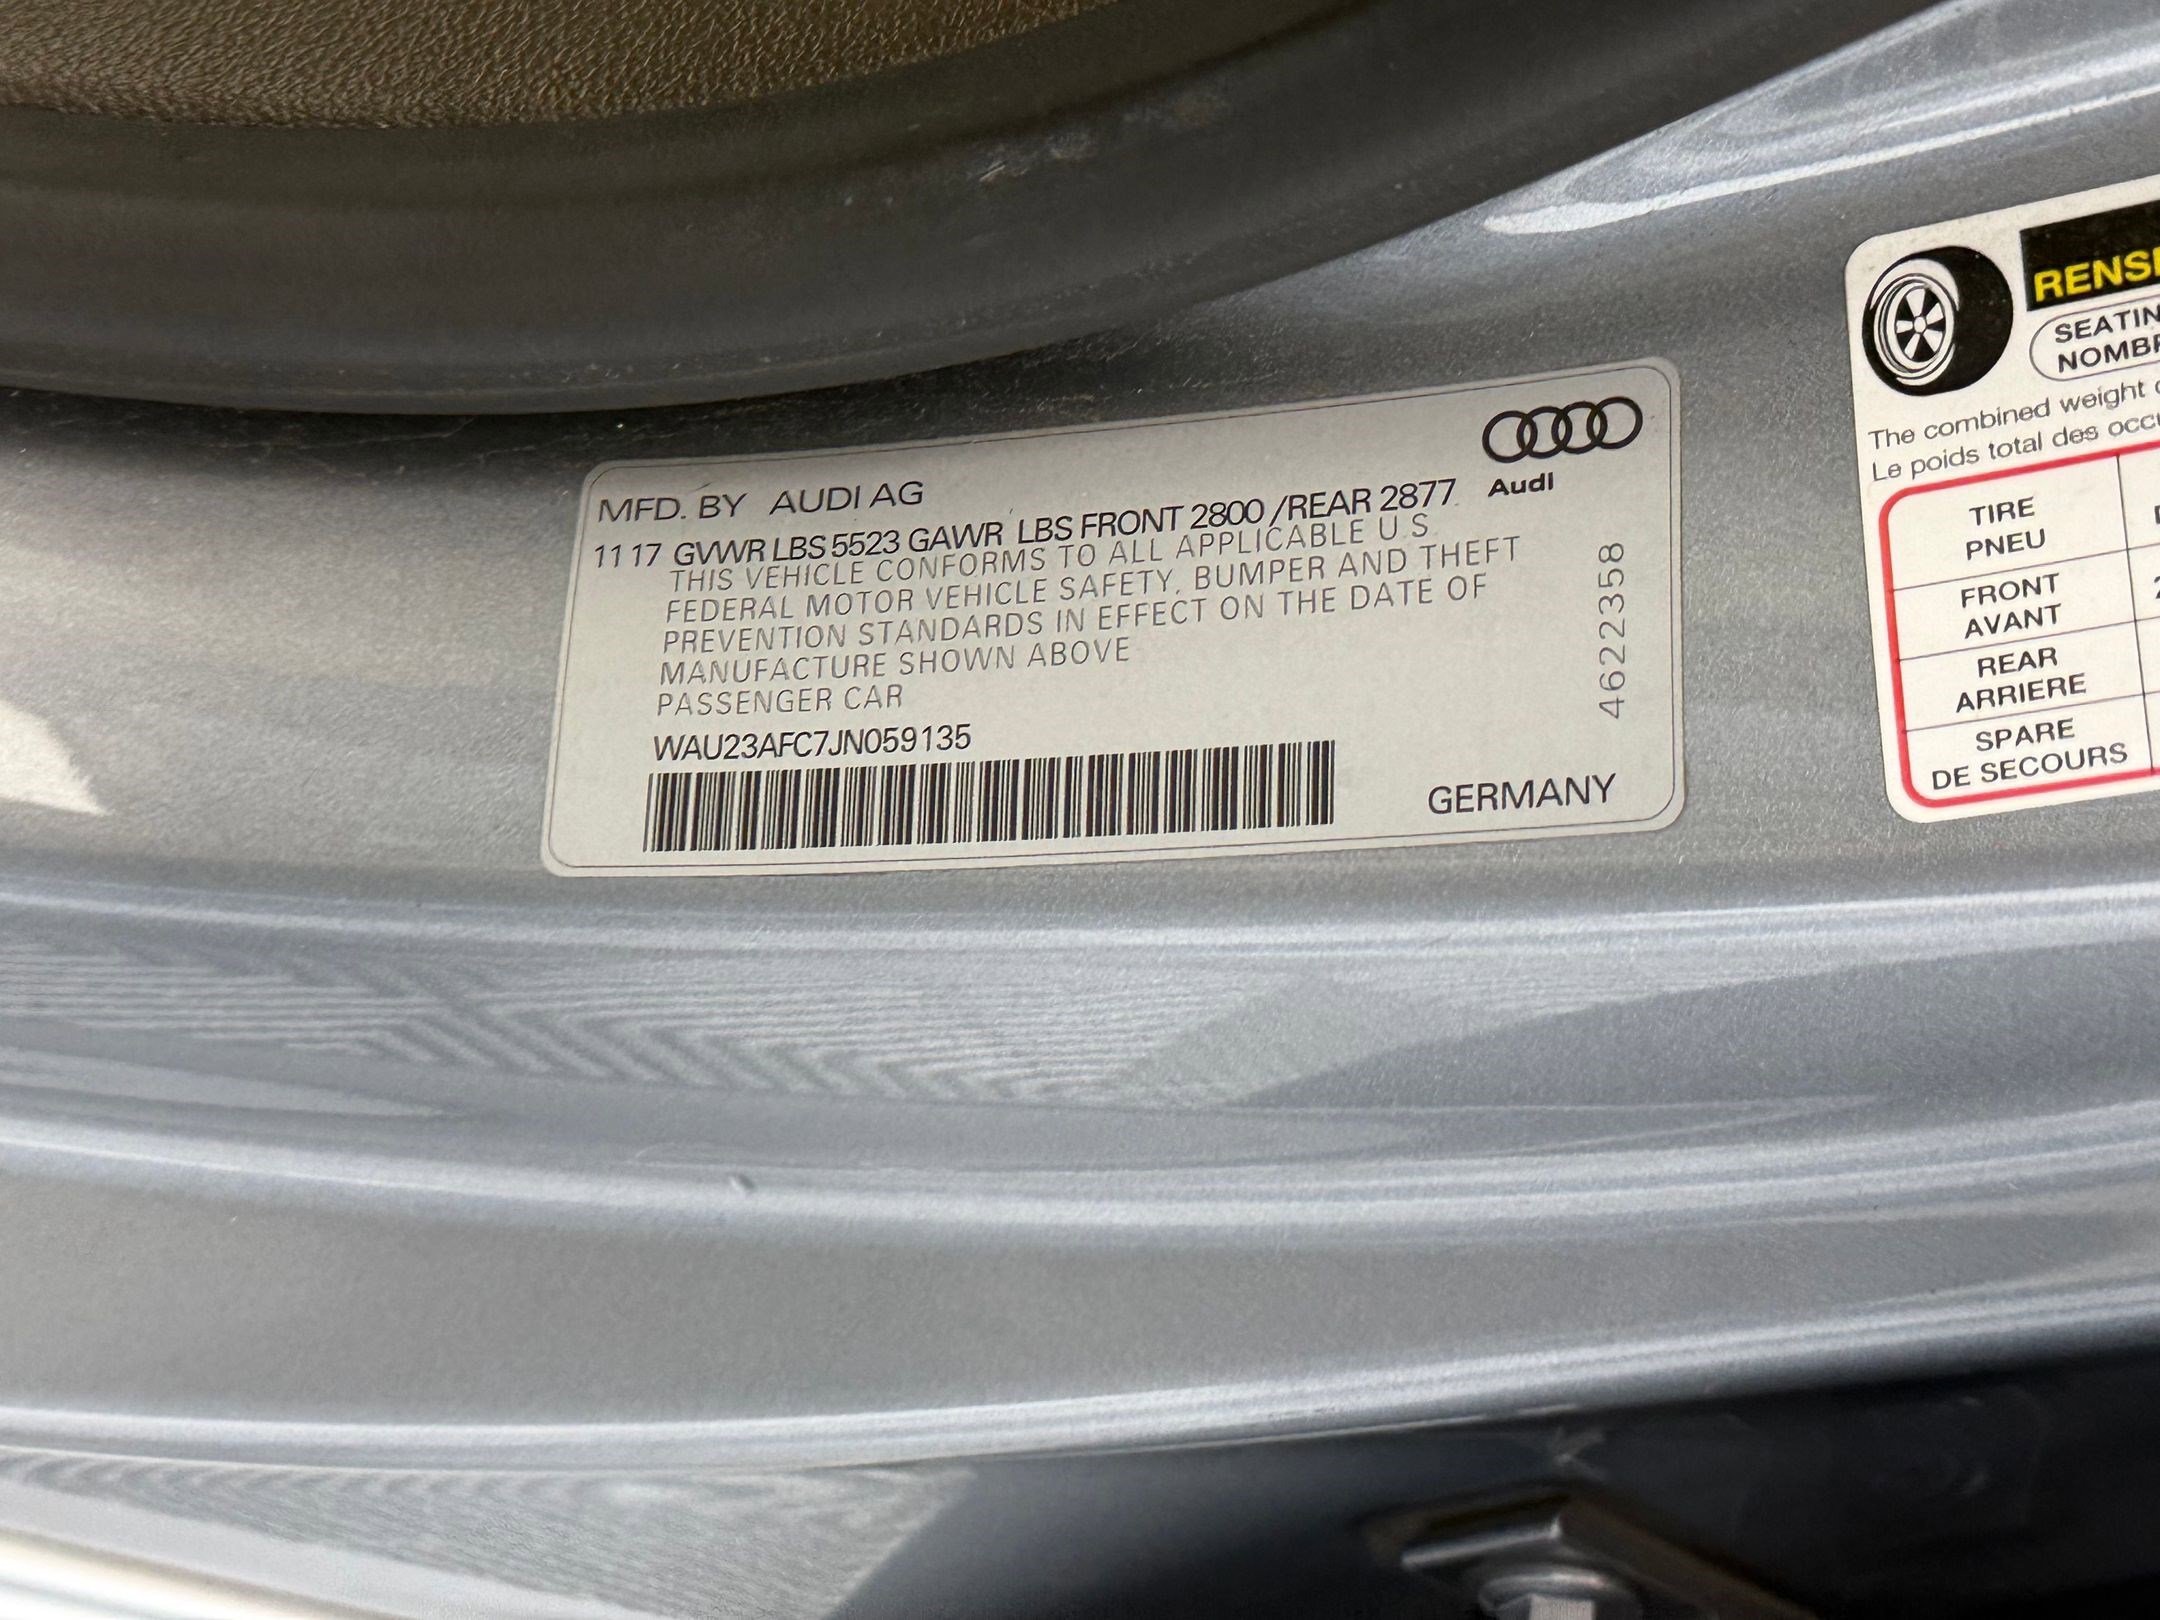 MFD. BY AUDI AG
Audi
11 17 GVWR LBS 5523 GAWR LBS FRONT 2800 /REAR 2877
THIS VEHICLE CONFORMS TO ALL APPLICABLE U.S.
FEDERAL MOTOR VEHICLE SAFETY, BUMPER AND THEFT
PREVENTION STANDARDS IN EFFECT ON THE DATE OF
MANUFACTURE SHOWN ABOVE
PASSENGER CAR
WAU23AFC7JN059135
GERMANY
4622358
SEATIN
NOMBR
The combined weight
Le poids total des occu
TIRE
PNEU
FRONT
AVANT
REAR
ARRIERE
SPARE
DE SECOURS